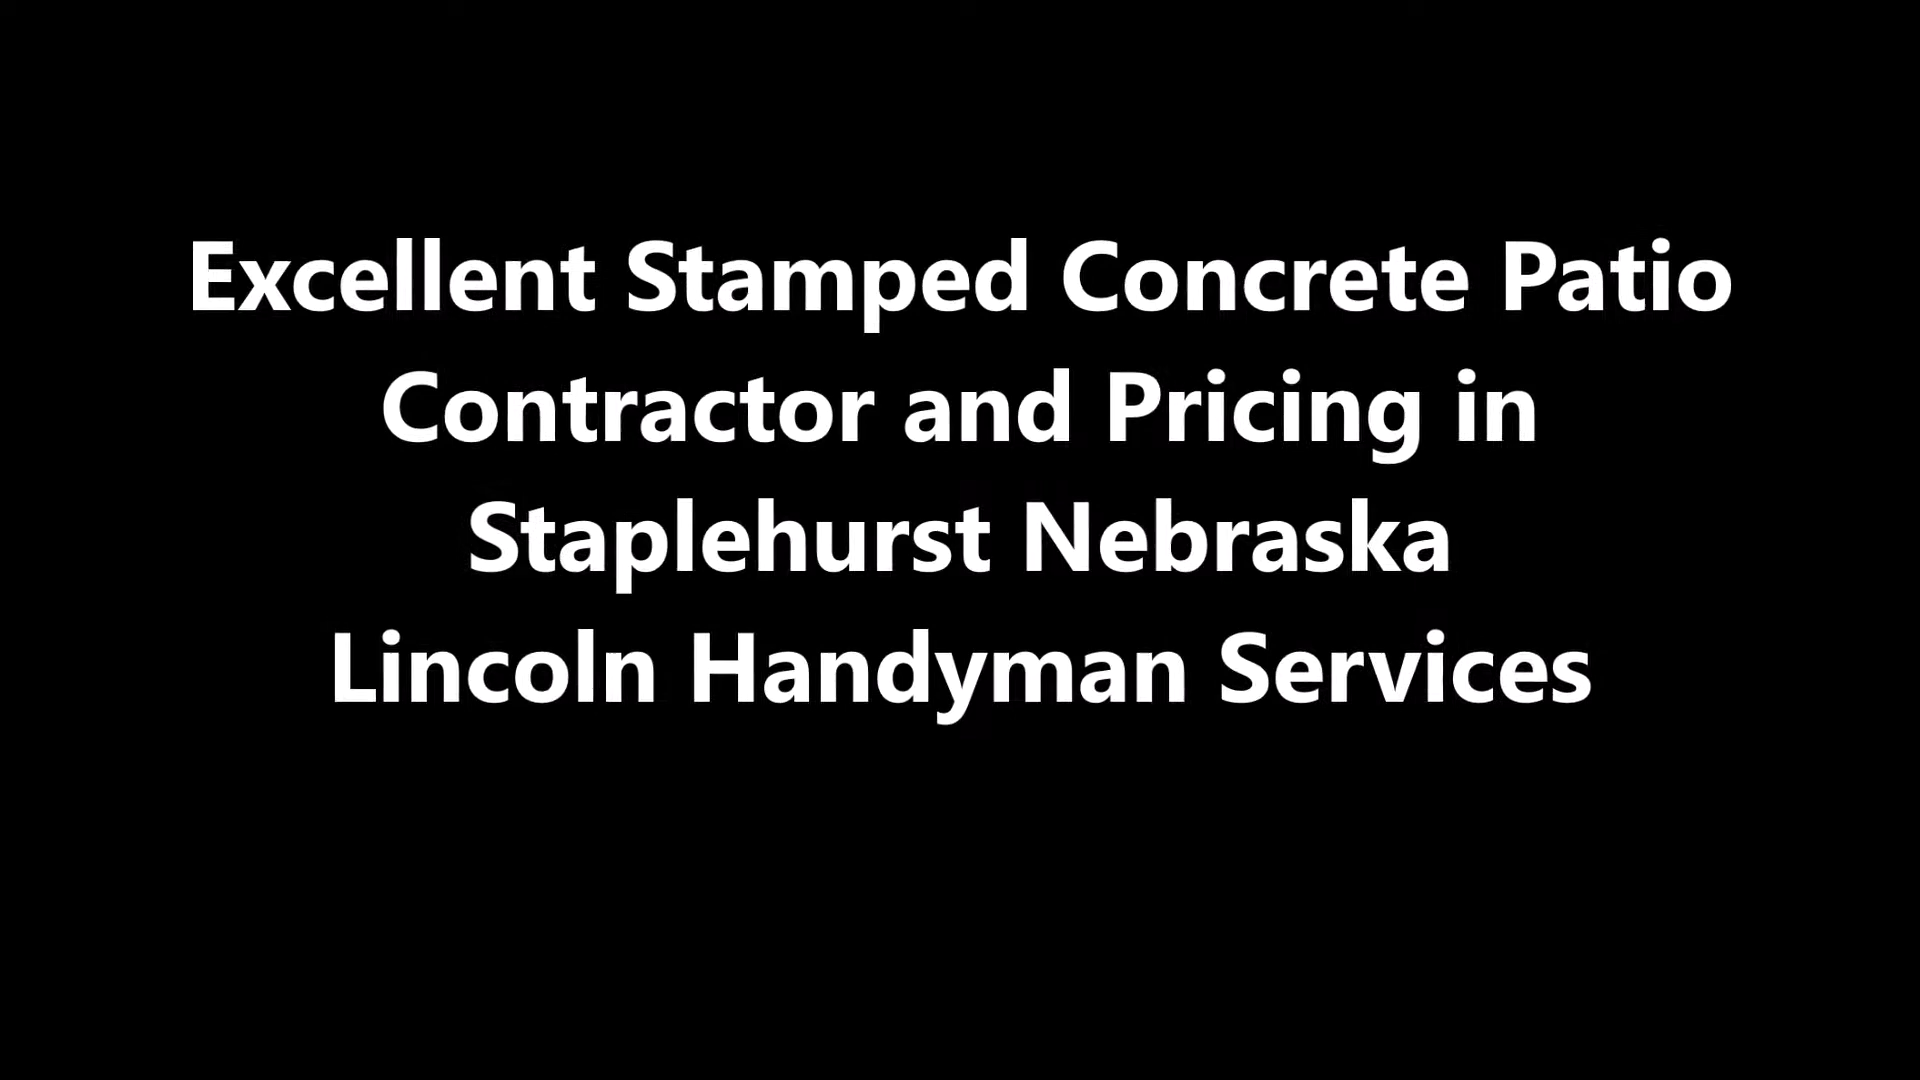 Excellent Stamped Concrete Patio
Contractor and Pricing in
Staplehurst Nebraska
Lincoln Handyman Services